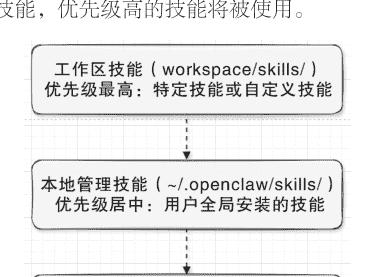 技能，优先级高的技能将被使用。
工作区技能（workspace/skills/）
优先级最高：特定技能或自定义技能
本地管理技能（~/.openclaw/skills/）
优先级居中：用户全局安装的技能